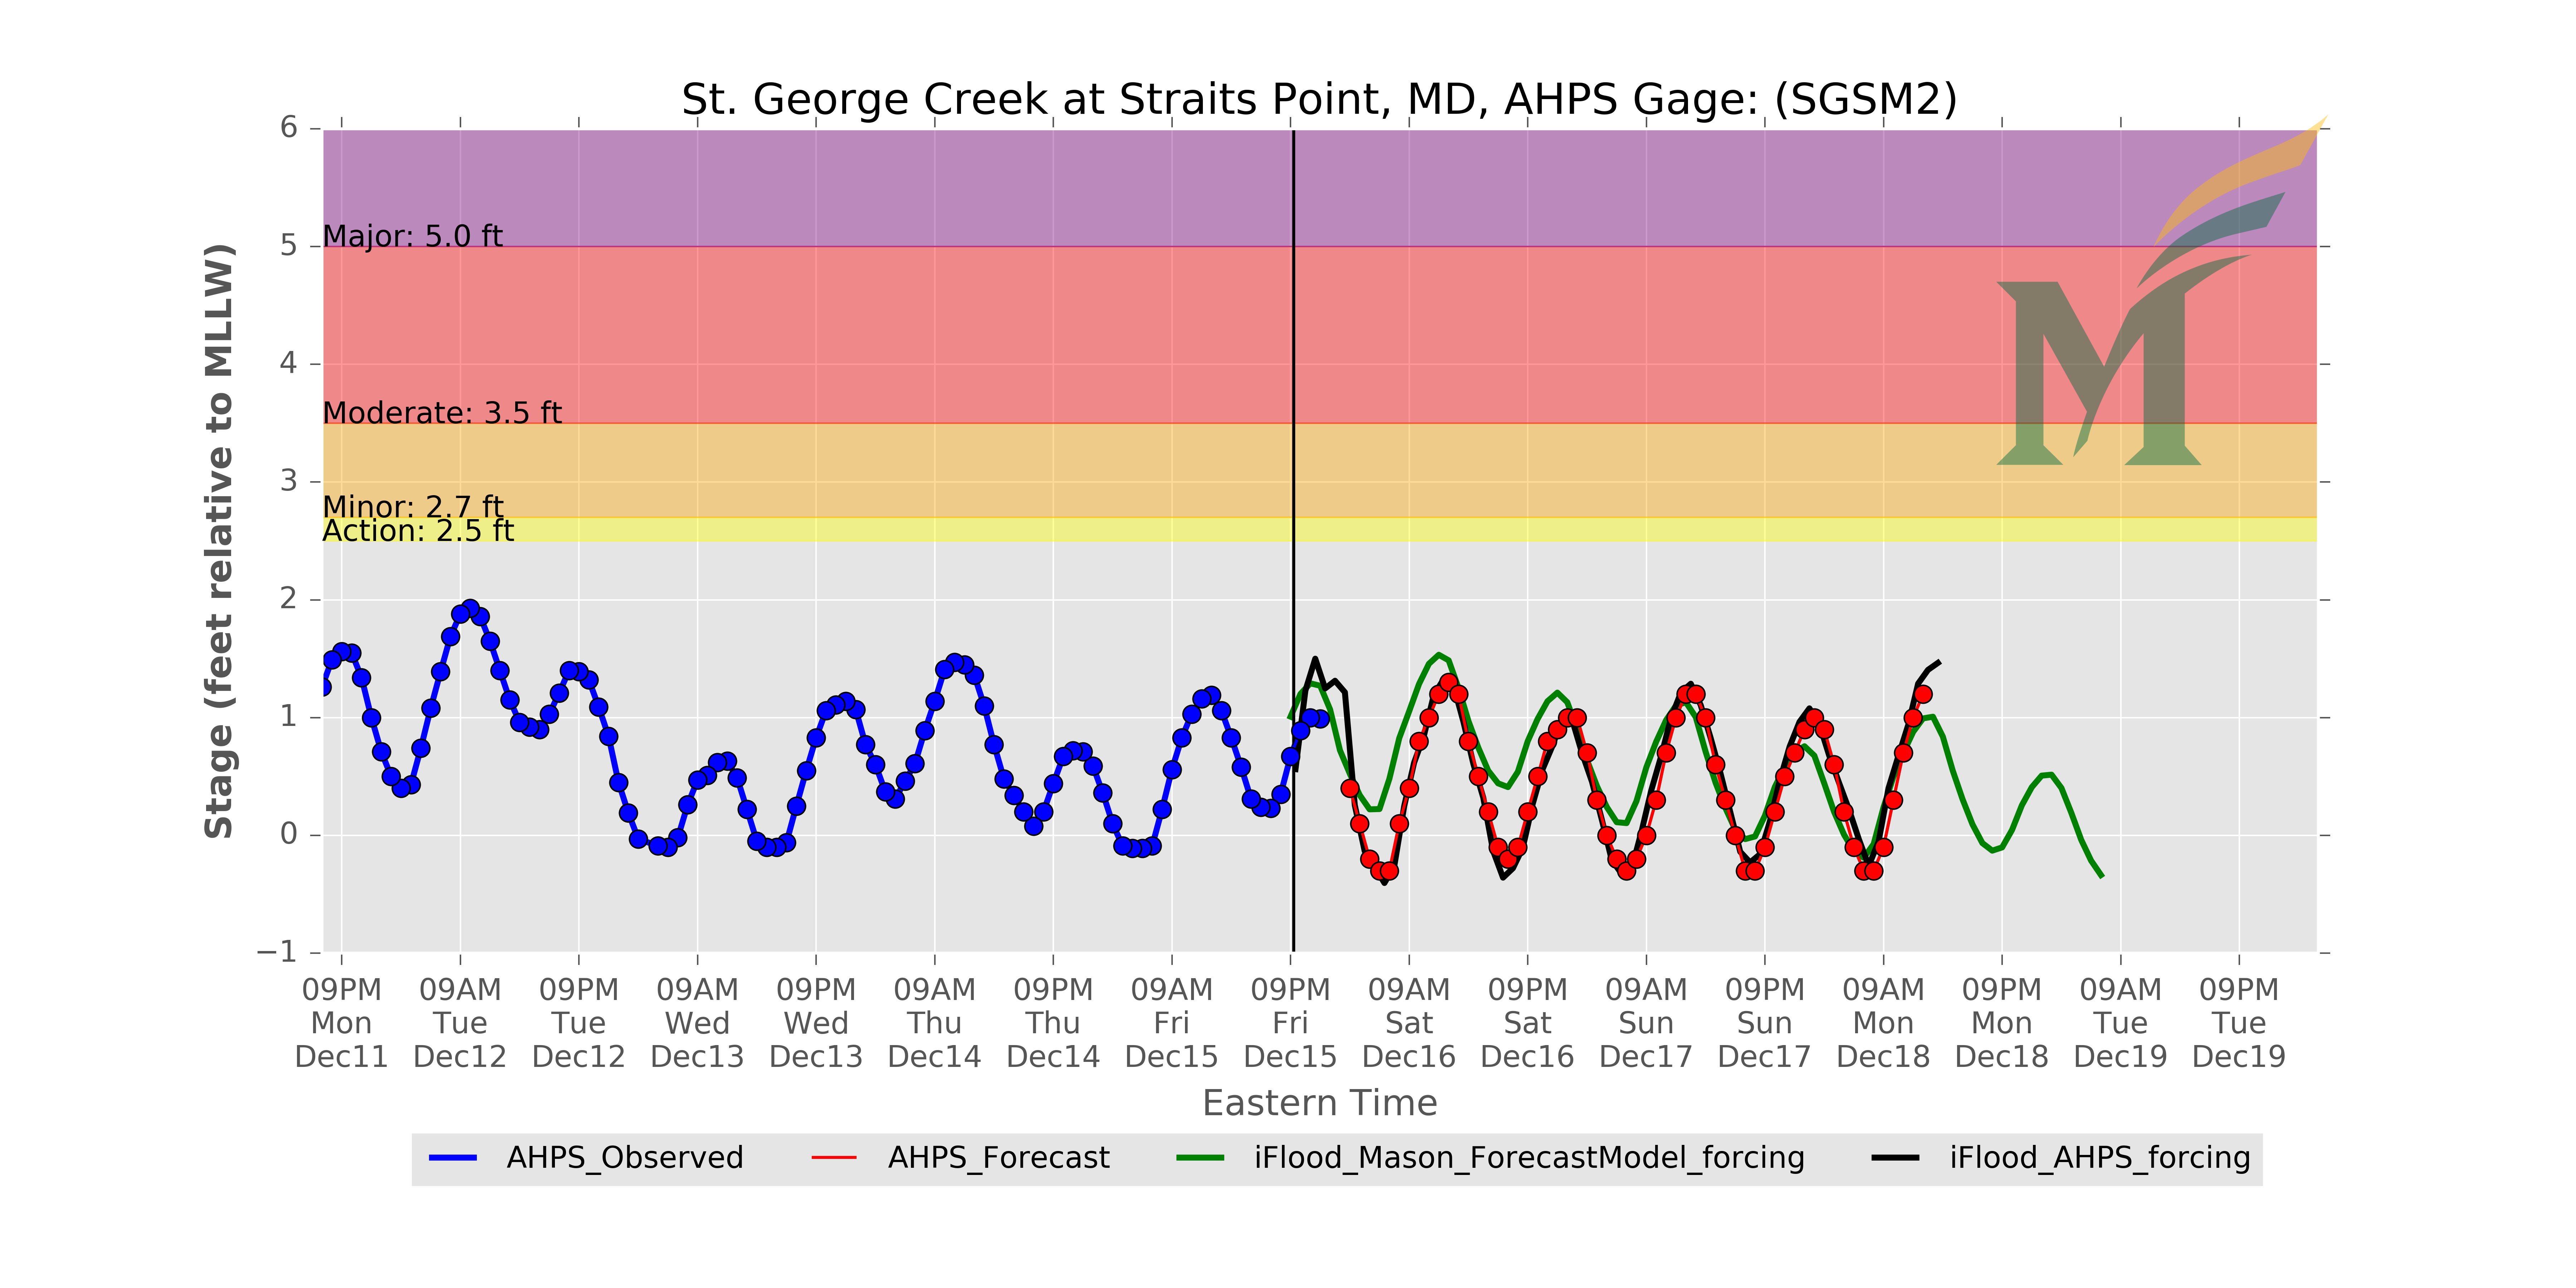 St. George Creek at Straits Point, MD, AHPS Gage: (SGSM2)
Stage (feet relative to MLLW)
6
5
4
3
2
1
0
−1
Major: 5.0 ft
Moderate: 3.5 ft
Minor: 2.7 ft
Action: 2.5 ft
M
09PM 09AM 09PM 09AM 09PM 09AM 09PM 09AM 09PM 09AM 09PM 09AM 09PM 09AM 09PM 09AM 09PM
Mon Tue Tue Wed Wed Thu Thu Fri Fri Sat Sat Sun Sun Mon Mon Tue Tue
Dec11 Dec12 Dec12 Dec13 Dec13 Dec14 Dec14 Dec15 Dec15 Dec16 Dec16 Dec17 Dec17 Dec18 Dec18 Dec19 Dec19
Eastern Time
AHPS_Observed AHPS_Forecast iFlood_Mason_ForecastModel_forcing iFlood_AHPS_forcing